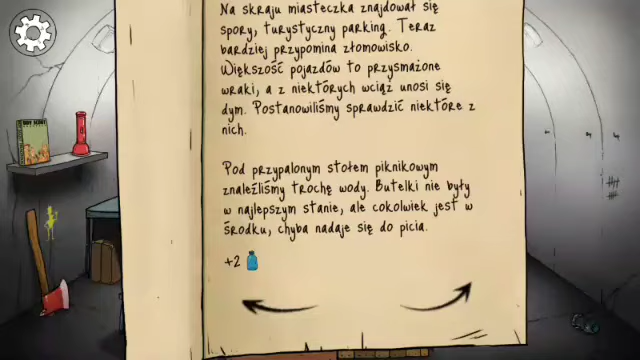 Na skraju miasteczka znajdował się
spory, turystyczny parking. Teraz
bardziej przypomina złomowisko.
Większość pojazdów to przysmażone
wraki, a z niektórych wciąż unosi się
dym. Postanowiliśmy sprawdzić niektóre z
nich.
Pod przypalonym stołem piknikowym
znaleźliśmy trochę wody. Butelki nie były
w najlepszym stanie, ale cokolwiek jest w
środku, chyba nadaje się do picia.
+2